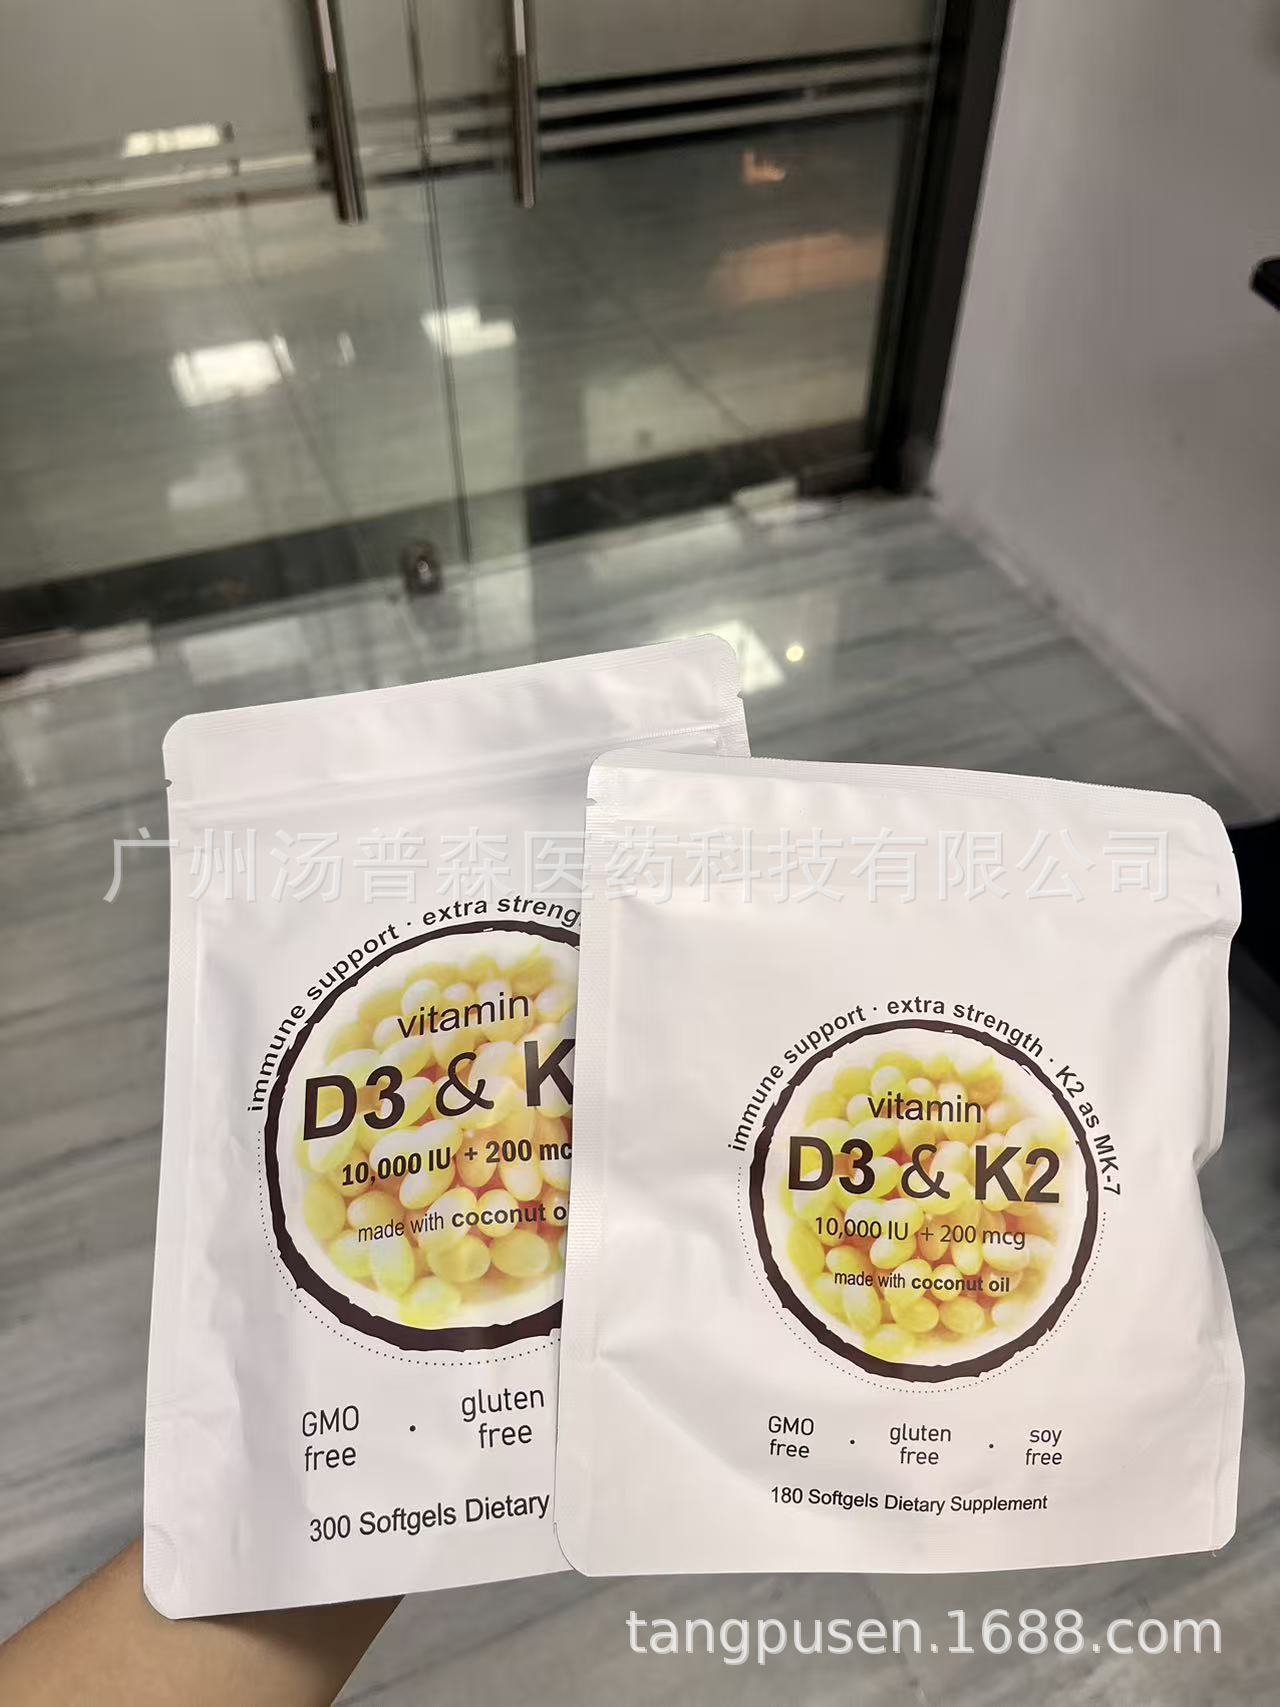 广州汤普森医药科技有限公司
immune support · extra
vitamin
D3 & K
10,000 IU + 200 mc
made with coconut o
GMO free · gluten free
300 Softgels Dietary
immune support · extra strength · K2 as MK-7
vitamin
D3 & K2
10,000 IU + 200 mcg
made with coconut oil
GMO free · gluten free · soy free
180 Softgels Dietary Supplement
tangpusen.1688.com